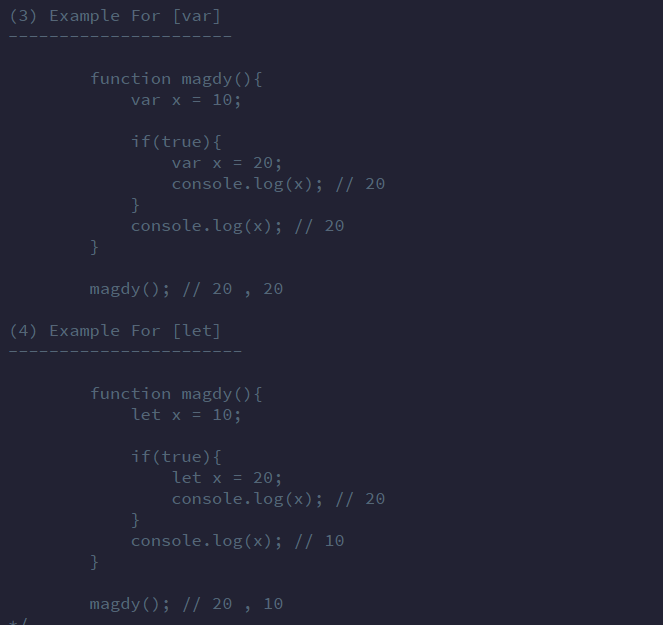 (3) Example For [var]
----------------------
function magdy(){
var x = 10;
if(true){
var x = 20;
console.log(x); // 20
}
console.log(x); // 20
}
magdy(); // 20 , 20
(4) Example For [let]
-----------------------
function magdy(){
let x = 10;
if(true){
let x = 20;
console.log(x); // 20
}
console.log(x); // 10
}
magdy(); // 20 , 10
*/